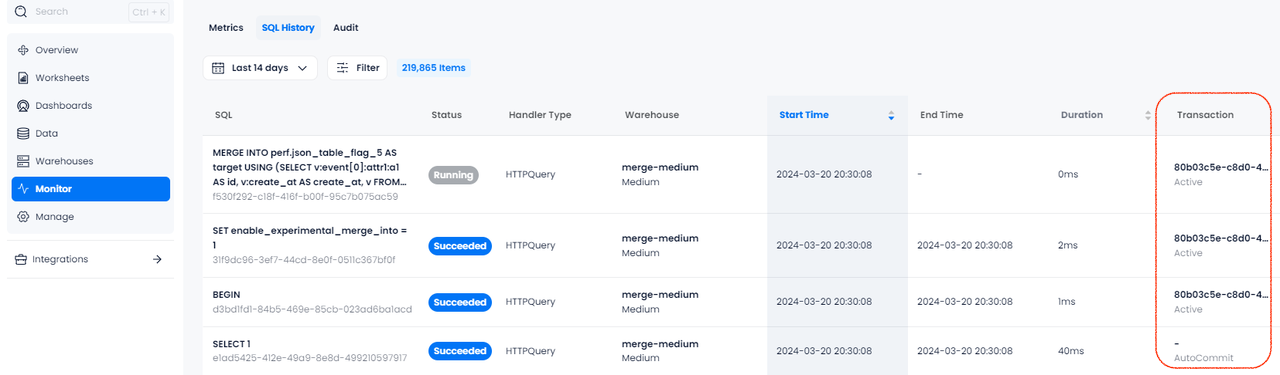 Search
Ctrl + K
Overview
Worksheets
Dashboards
Data
Warehouses
Monitor
Manage
Integrations
Metrics SQL History Audit
Last 14 days Filter 219,865 Items
SQL Status Handler Type Warehouse Start Time End Time Duration Transaction
MERGE INTO perf.json_table_flag_5 AS
target USING (SELECT v:event[0]:attr1:a1
AS id, v:create_at AS create_at, v FROM...
f530f292-c18f-416f-b00f-95c7b075ac59
Running
HTTPQuery
merge-medium
Medium
2024-03-20 20:30:08
-
0ms
80b03c5e-c8d0-4...
Active
SET enable_experimental_merge_into =
1
31f9dc96-3ef7-44cd-8e0f-0511c367bf0f
Succeeded
HTTPQuery
merge-medium
Medium
2024-03-20 20:30:08
2024-03-20 20:30:08
2ms
80b03c5e-c8d0-4...
Active
BEGIN
d3bd1fd1-84b5-469e-85cb-023ad6ba1acd
Succeeded
HTTPQuery
merge-medium
Medium
2024-03-20 20:30:08
2024-03-20 20:30:08
1ms
80b03c5e-c8d0-4...
Active
SELECT 1
e1ad5425-412e-49a9-8e8d-499210597917
Succeeded
HTTPQuery
merge-medium
Medium
2024-03-20 20:30:08
2024-03-20 20:30:08
40ms
-
AutoCommit